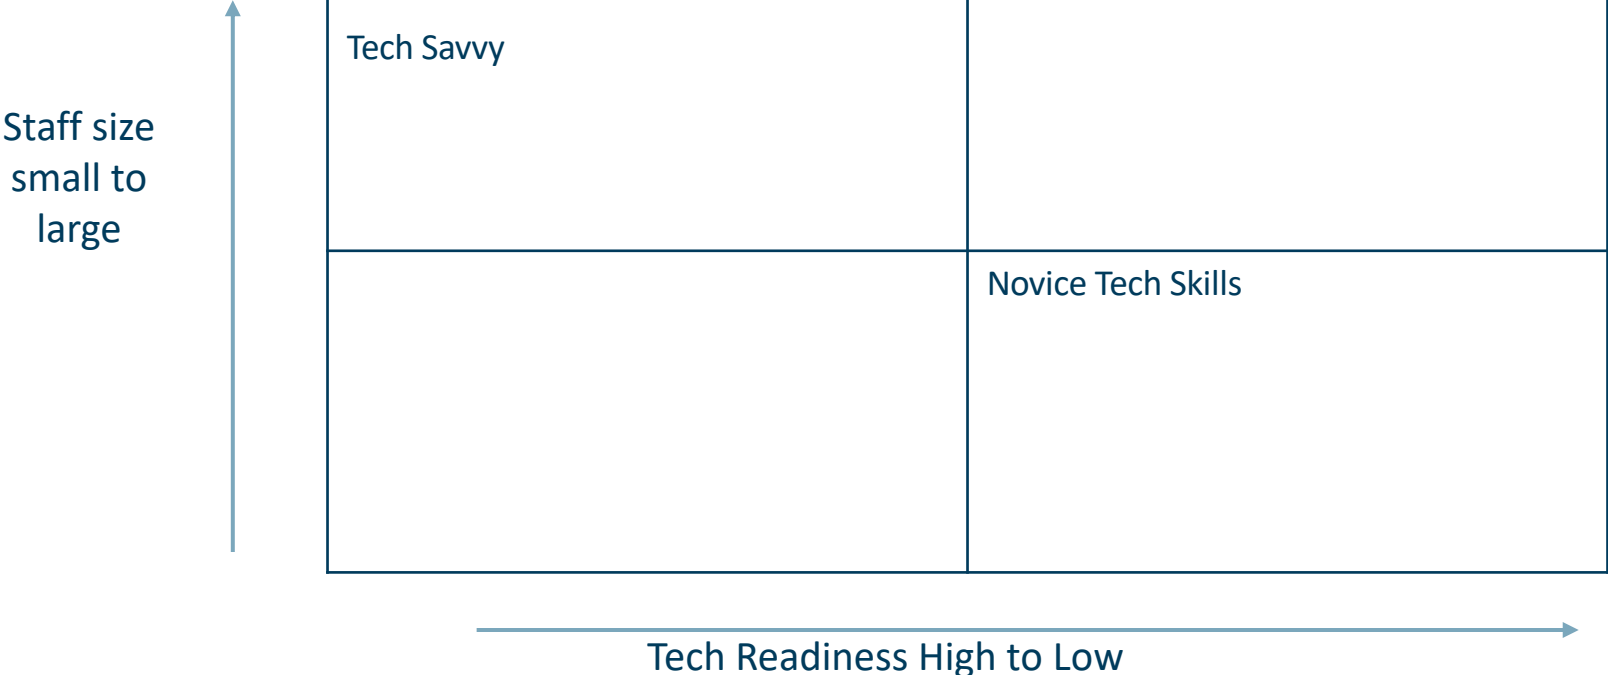 Tech Savvy
Staff size
small to
large
Novice Tech Skills
Tech Readiness High to Low